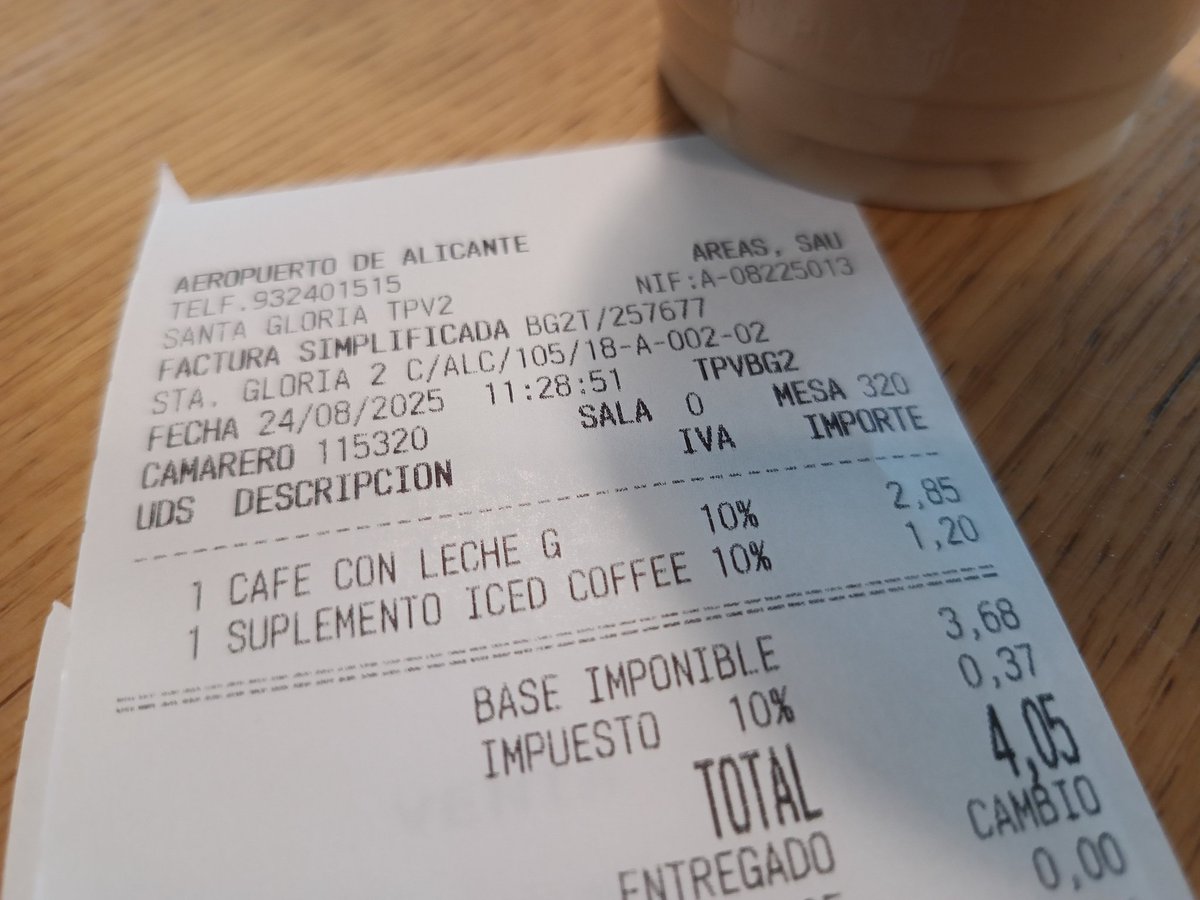 AEROPUERTO DE ALICANTE AREAS, SAU
TELF.932401515 NIF:A-08225013
SANTA GLORIA TPV2
FACTURA SIMPLIFICADA BG2T/257677
STA. GLORIA 2 C/ALC/105/18-A-002-02
FECHA 24/08/2025 11:28:51 TPVBG2
CAMARERO 115320 SALA 0 MESA 320
UDS DESCRIPCION IVA IMPORTE
1 CAFE CON LECHE G 10% 2,85
1 SUPLEMENTO ICED COFFEE 10% 1,20
BASE IMPONIBLE 3,68
IMPUESTO 10% 0,37
TOTAL 4,05
ENTREGADO CAMBIO
0,00